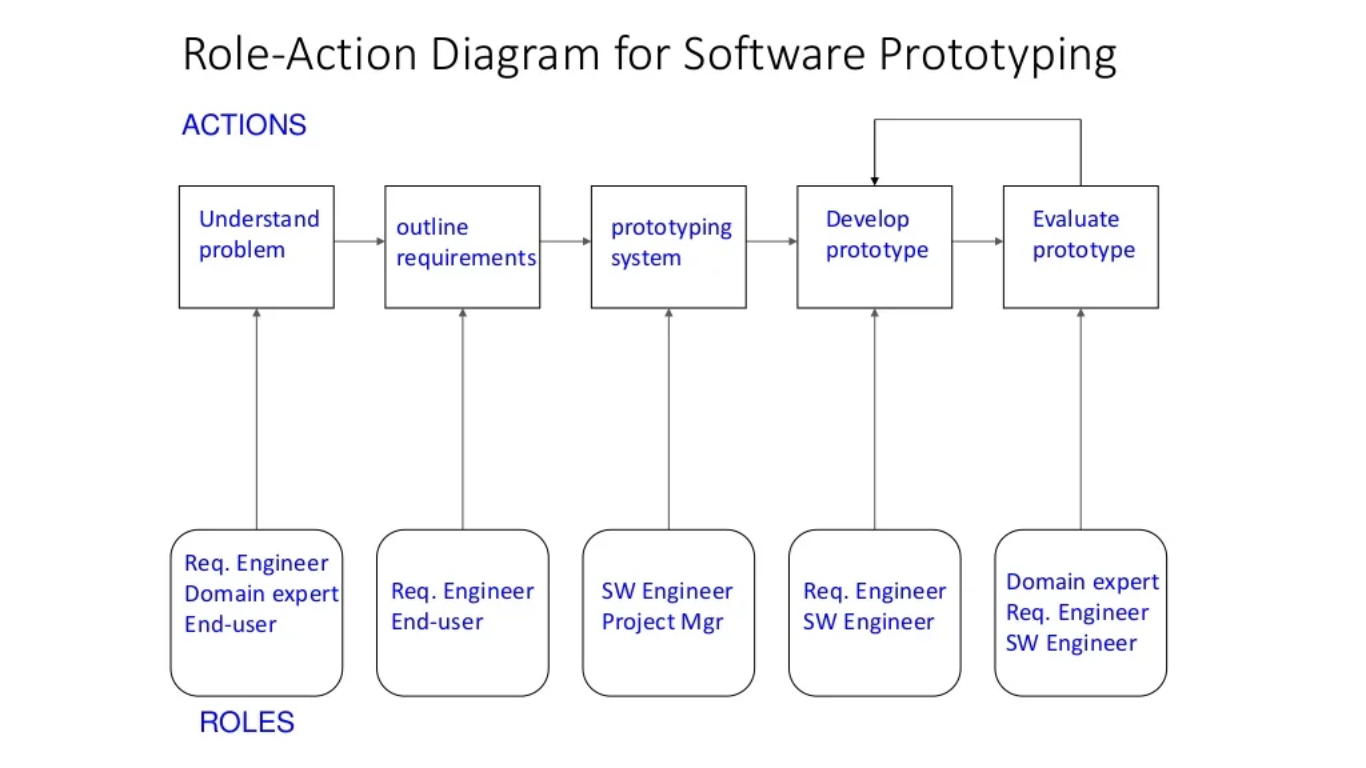 Role-Action Diagram for Software Prototyping
ACTIONS
Understand
problem
outline
requirements
prototyping
system
Develop
prototype
Evaluate
prototype
Req. Engineer
Domain expert
End-user
Req. Engineer
End-user
SW Engineer
Project Mgr
Req. Engineer
SW Engineer
Domain expert
Req. Engineer
SW Engineer
ROLES